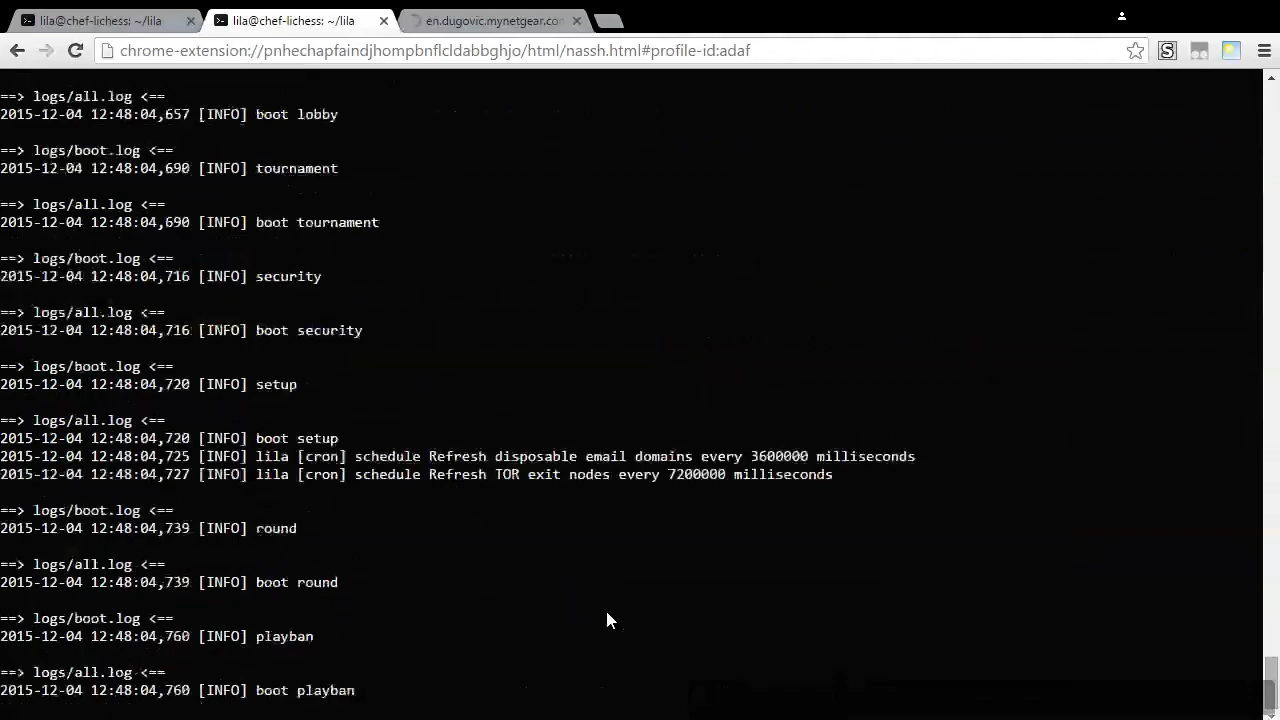 lila@chef-lichess: ~/lila
lila@chef-lichess: ~/lila
en.dugovic.mynetgear.com
chrome-extension://pnhechapfaindjhompbnflcldabbghjo/html/nassh.html#profile-id:adaf
==> logs/all.log <==
2015-12-04 12:48:04,657 [INFO] boot lobby
==> logs/boot.log <==
2015-12-04 12:48:04,690 [INFO] tournament
==> logs/all.log <==
2015-12-04 12:48:04,690 [INFO] boot tournament
==> logs/boot.log <==
2015-12-04 12:48:04,716 [INFO] security
==> logs/all.log <==
2015-12-04 12:48:04,716 [INFO] boot security
==> logs/boot.log <==
2015-12-04 12:48:04,720 [INFO] setup
==> logs/all.log <==
2015-12-04 12:48:04,720 [INFO] boot setup
2015-12-04 12:48:04,725 [INFO] lila [cron] schedule Refresh disposable email domains every 3600000 milliseconds
2015-12-04 12:48:04,727 [INFO] lila [cron] schedule Refresh TOR exit nodes every 7200000 milliseconds
==> logs/boot.log <==
2015-12-04 12:48:04,739 [INFO] round
==> logs/all.log <==
2015-12-04 12:48:04,739 [INFO] boot round
==> logs/boot.log <==
2015-12-04 12:48:04,760 [INFO] playban
==> logs/all.log <==
2015-12-04 12:48:04,760 [INFO] boot playban